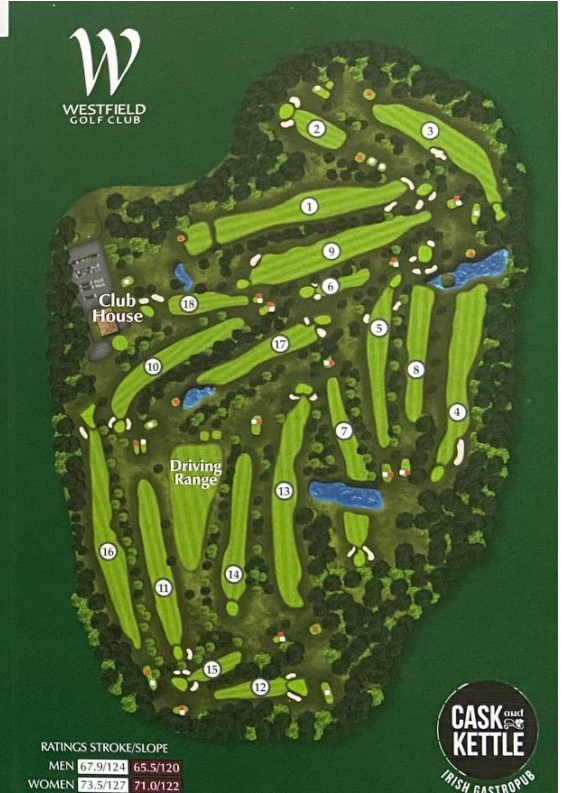 W
WESTFIELD
GOLF CLUB
2
3
1
9
6
18
Club
House
5
17
10
8
4
7
Driving
Range
13
16
14
11
15
12
CASK and
KETTLE
IRISH GASTROPUB
RATINGS STROKE/SLOPE
MEN 67.9/124 65.5/120
WOMEN 73.5/127 71.0/122